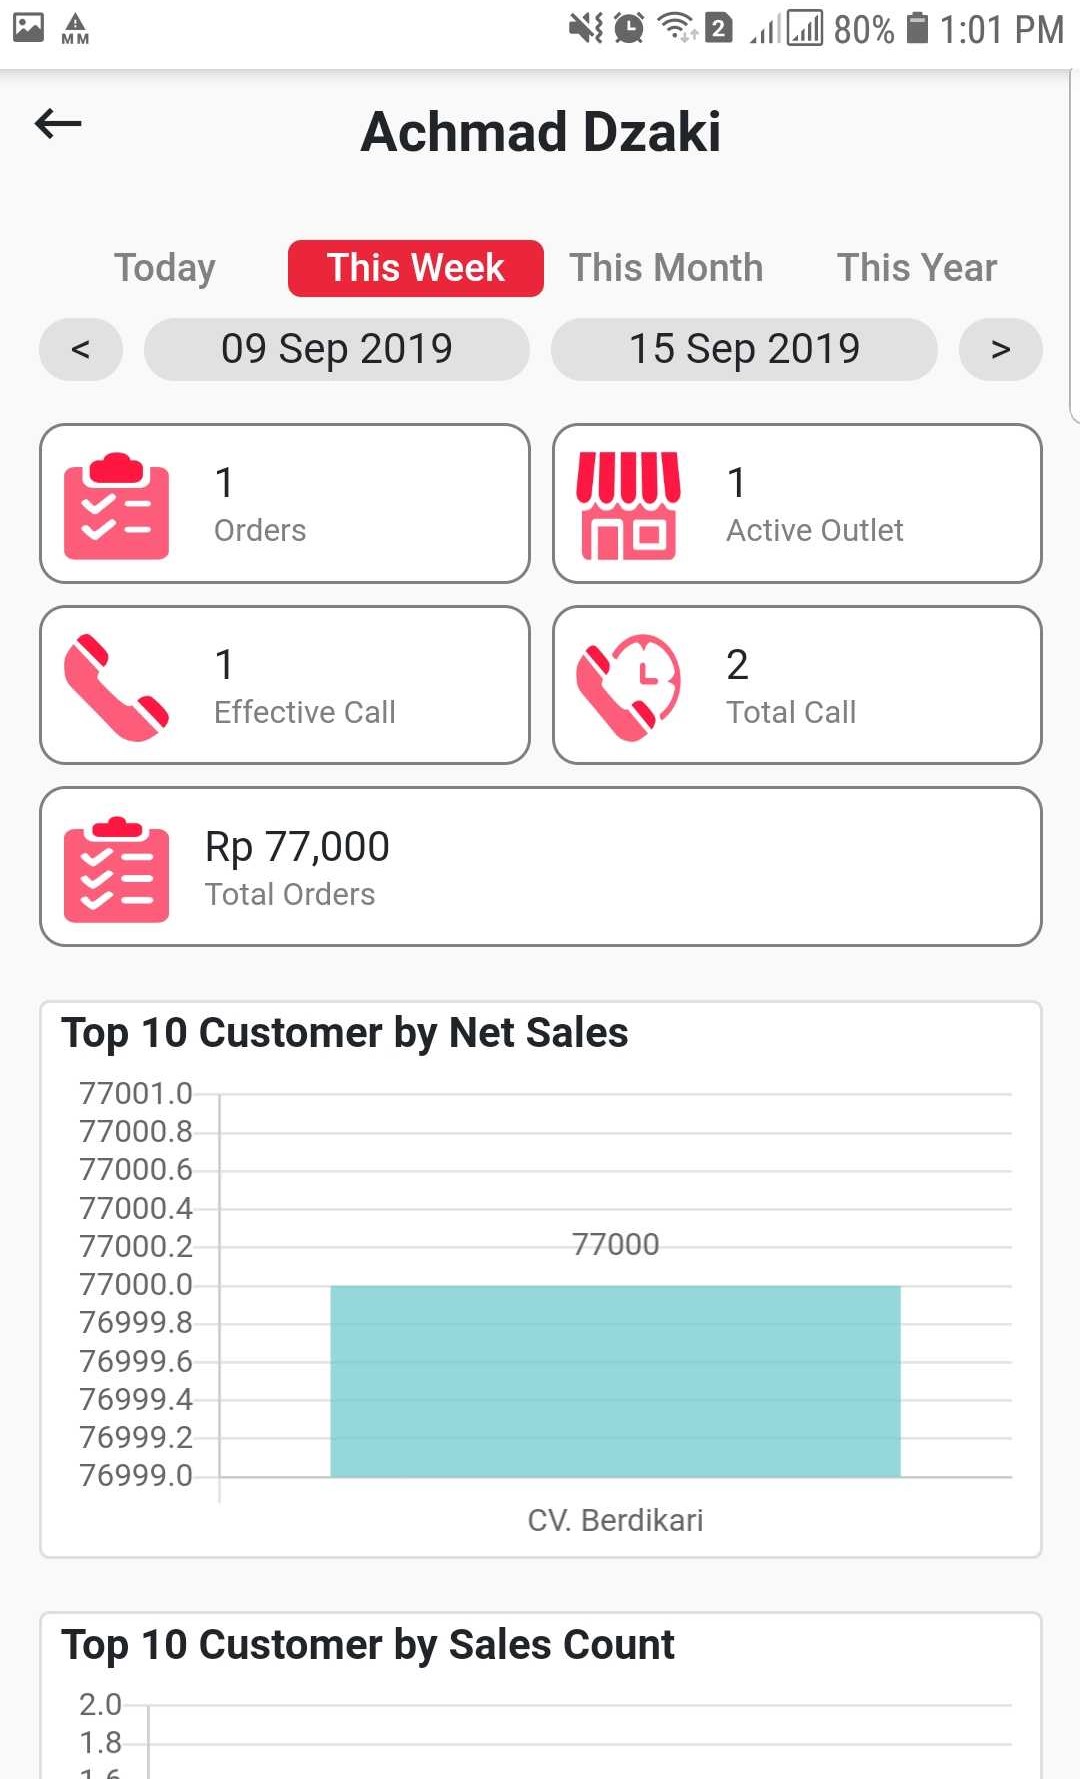 MM 2 80% 1:01 PM
Achmad Dzaki
Today This Week This Month This Year
< 09 Sep 2019 15 Sep 2019 >
1
Orders
1
Active Outlet
1
Effective Call
2
Total Call
Rp 77,000
Total Orders
Top 10 Customer by Net Sales
77001.0
77000.8
77000.6
77000.4
77000.2
77000
77000.0
76999.8
76999.6
76999.4
76999.2
76999.0
CV. Berdikari
Top 10 Customer by Sales Count
2.0
1.8
1.6